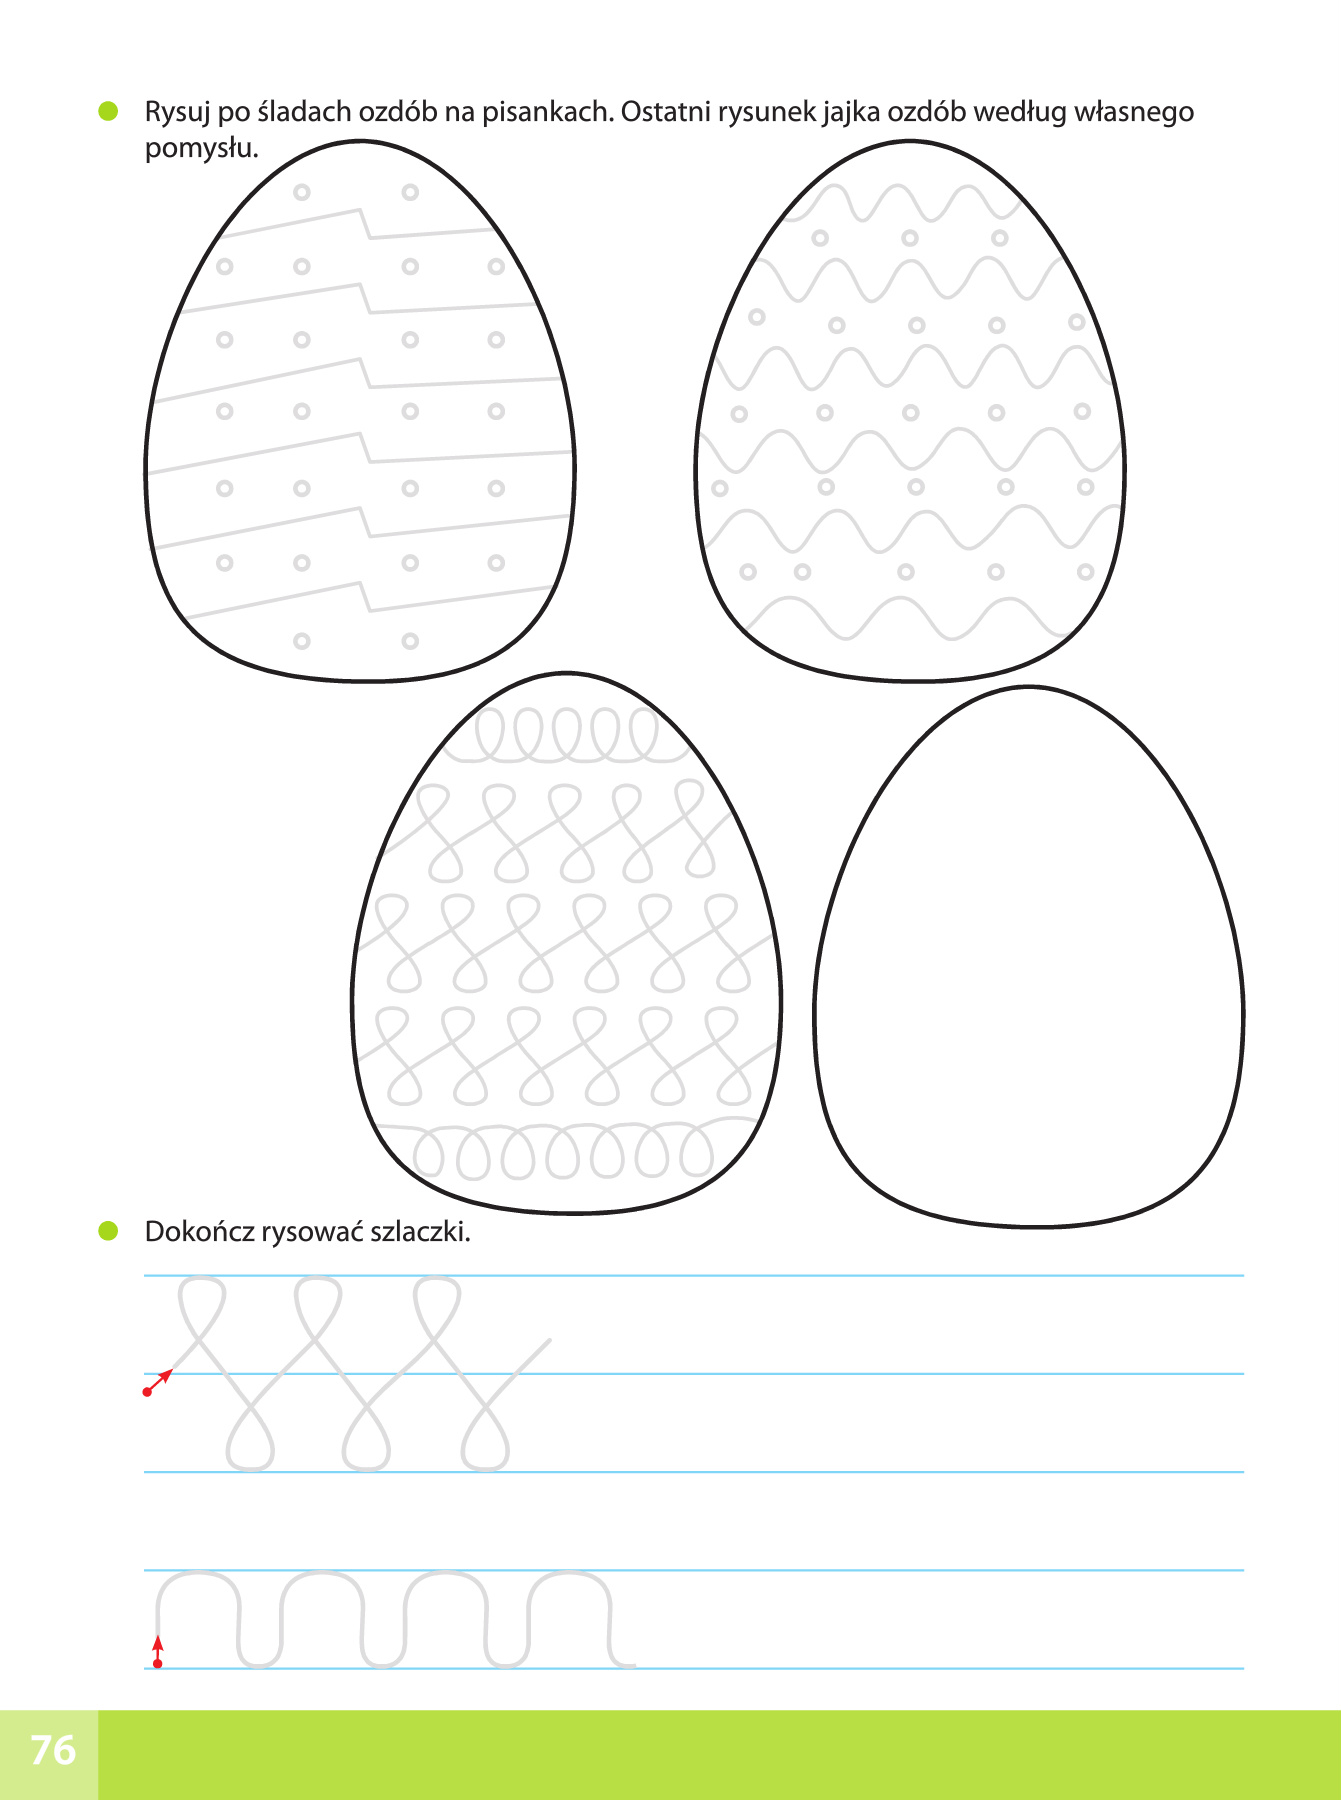 Rysuj po śladach ozdób na pisankach. Ostatni rysunek jajka ozdób według własnego
pomysłu.
Dokończ rysować szlaczki.
76